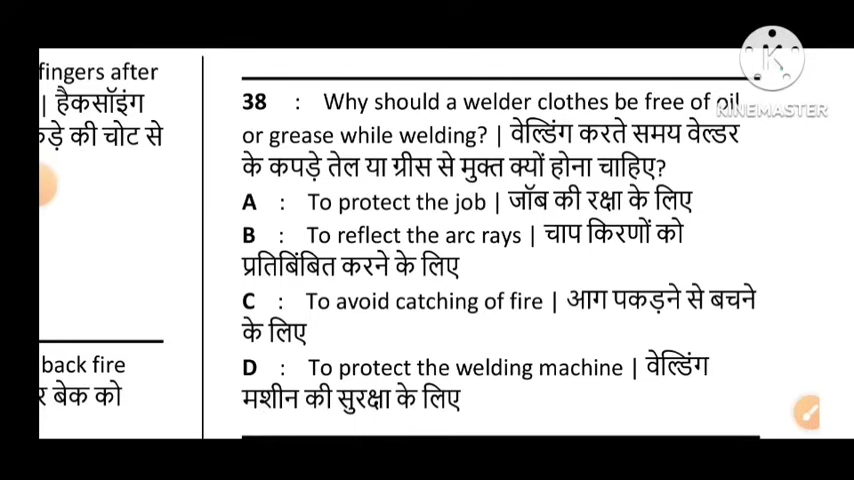 fingers after
| हैकसॉइंग
कड़े की चोट से
back fire
र बेक को
38 : Why should a welder clothes be free of oil
or grease while welding? | वेल्डिंग करते समय वेल्डर
के कपड़े तेल या ग्रीस से मुक्त क्यों होना चाहिए?
A : To protect the job | जॉब की रक्षा के लिए
B : To reflect the arc rays | चाप किरणों को
प्रतिबिंबित करने के लिए
C : To avoid catching of fire | आग पकड़ने से बचने
के लिए
D : To protect the welding machine | वेल्डिंग
मशीन की सुरक्षा के लिए
K
KINEMASTER